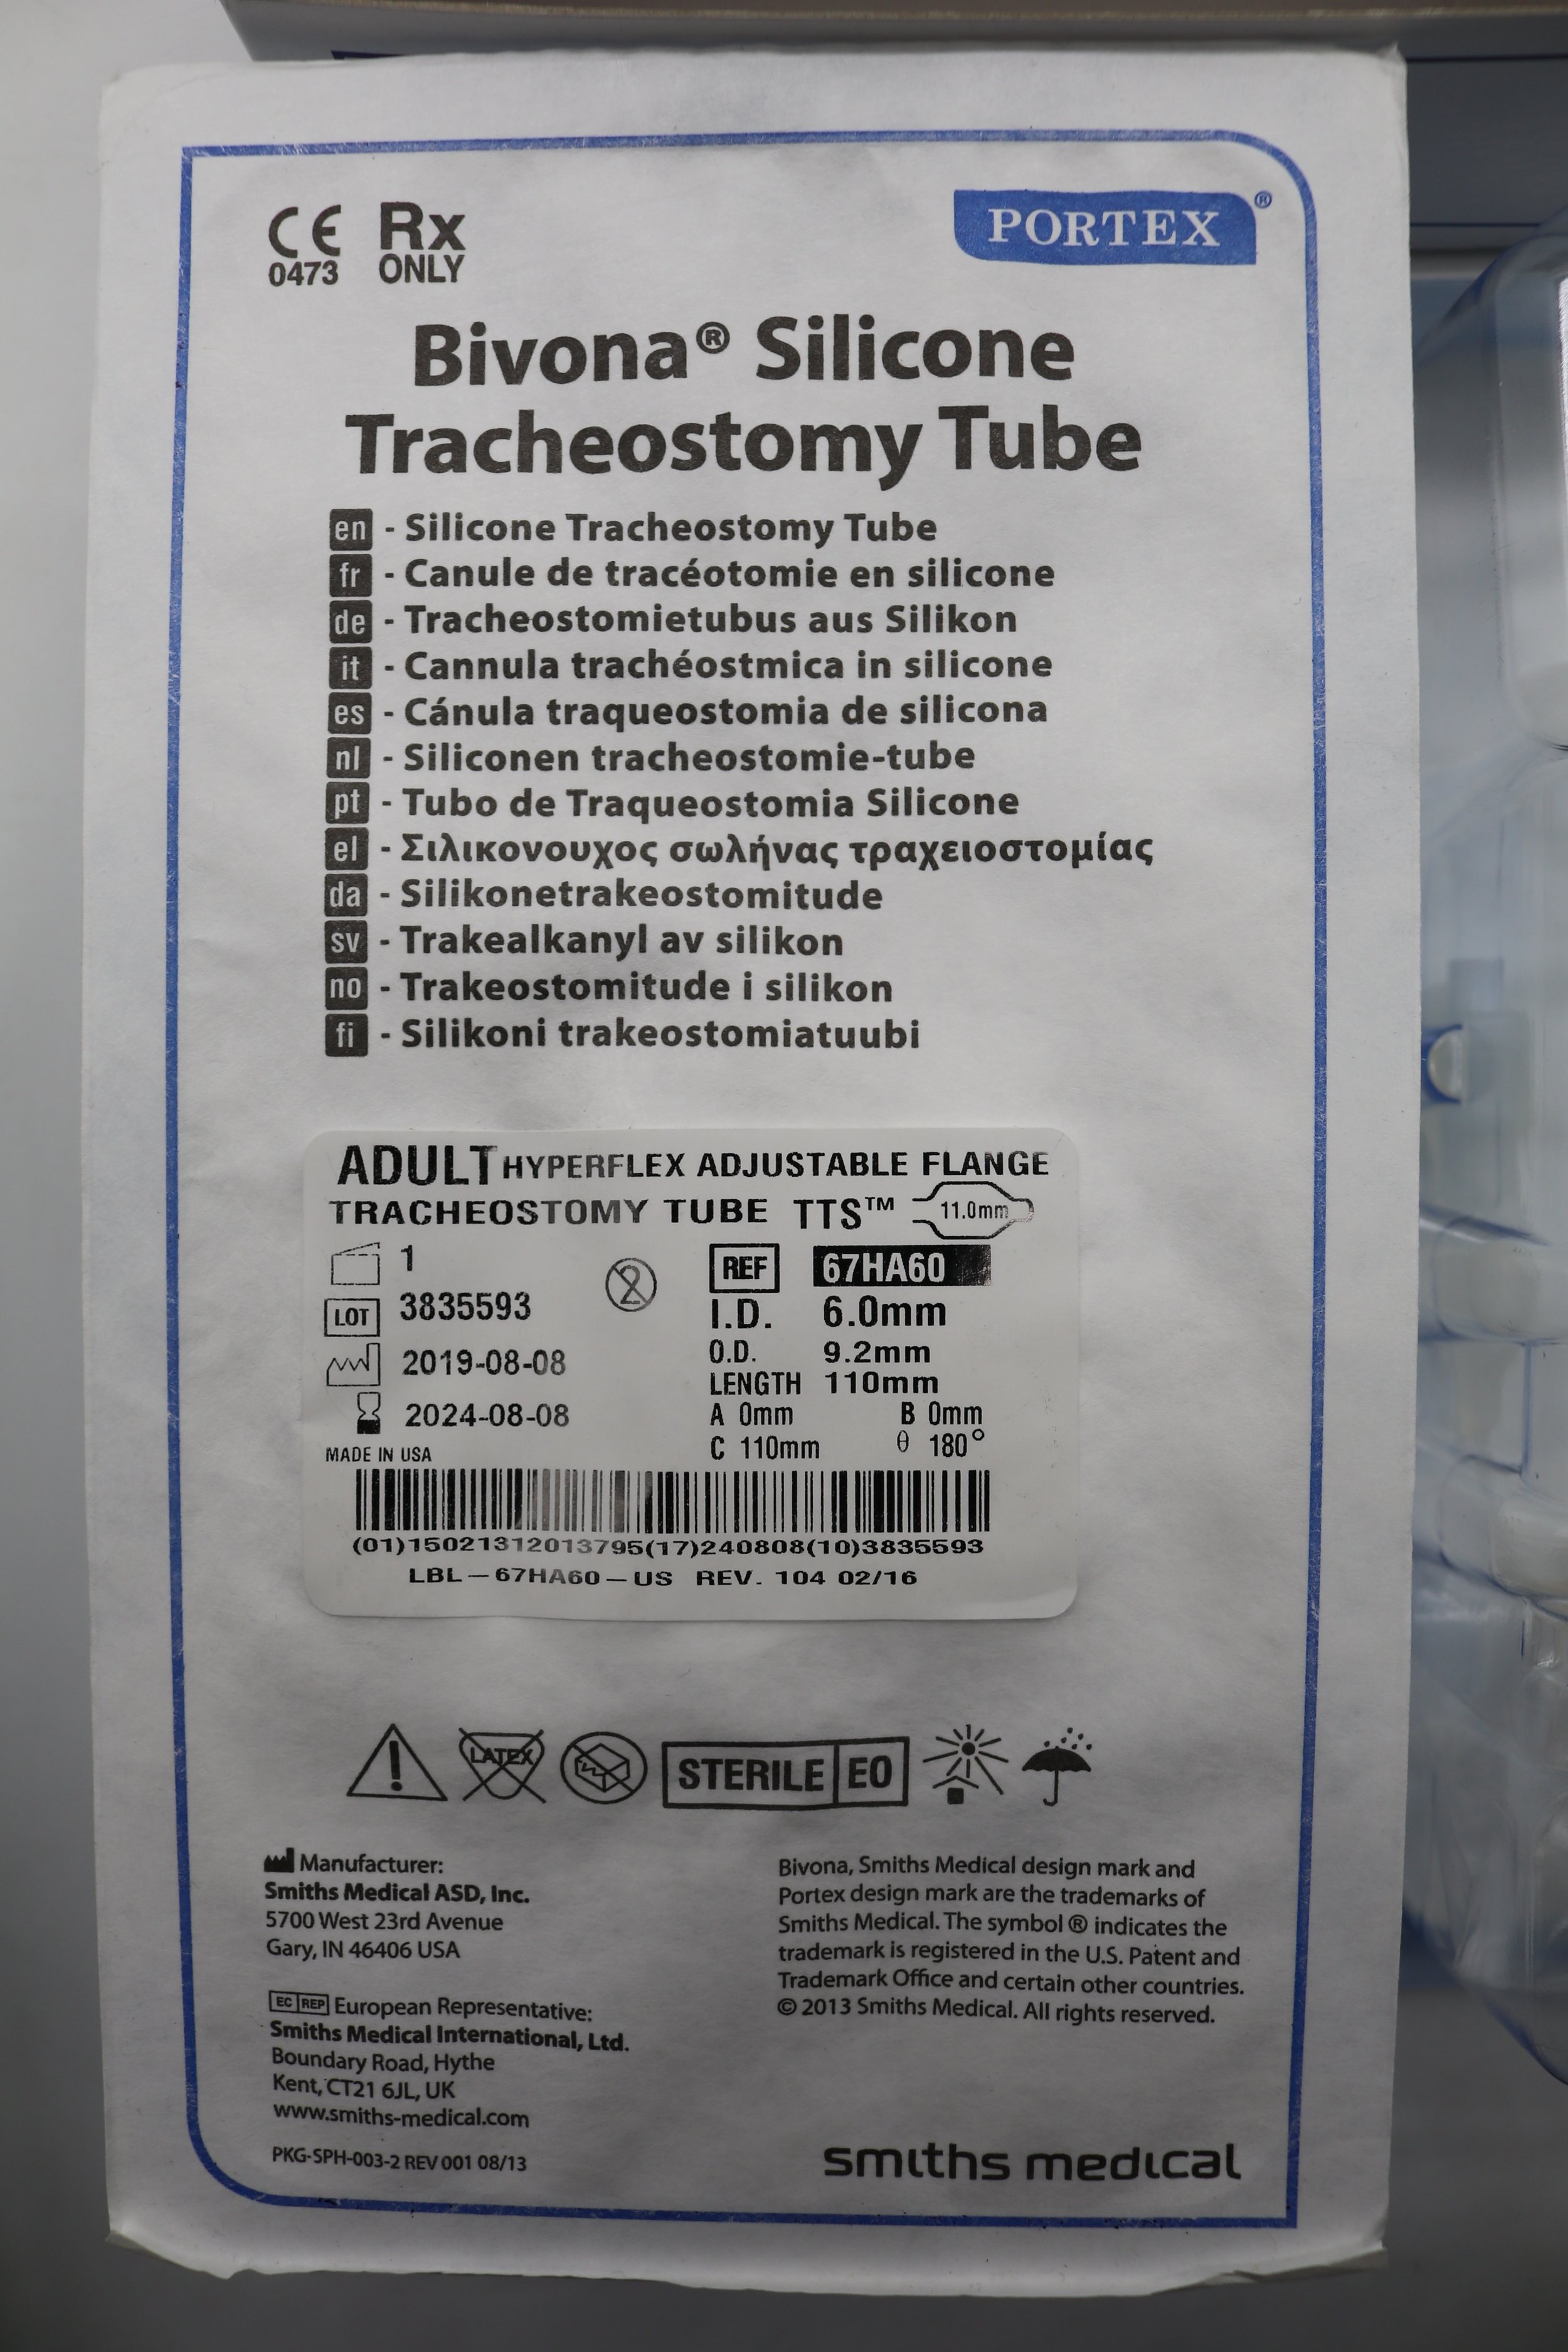 CE Rx
0473 ONLY
PORTEX®
Bivona® Silicone
Tracheostomy Tube
en - Silicone Tracheostomy Tube
fr - Canule de tracéotomie en silicone
de - Tracheostomietubus aus Silikon
it - Cannula trachéostmica in silicone
es - Cánula traqueostomia de silicona
nl - Siliconen tracheostomie-tube
pt - Tubo de Traqueostomia Silicone
el - Σιλικονουχος σωλήνας τραχειοστομίας
da - Silikonetrakeostomitude
sv - Trakealkanyl av silikon
no - Trakeostomitude i silikon
fi - Silikoni trakeostomiatuubi
ADULT HYPERFLEX ADJUSTABLE FLANGE
TRACHEOSTOMY TUBE TTS™ 11.0mm
1
LOT 3835593
2
2019-08-08
2024-08-08
MADE IN USA
REF 67HA60
I.D. 6.0mm
O.D. 9.2mm
LENGTH 110mm
A 0mm B 0mm
C 110mm θ 180°
(01)15021312013795(17)240808(10)3835593
LBL-67HA60-US REV. 104 02/16
LATEX STERILE EO
Manufacturer:
Smiths Medical ASD, Inc.
5700 West 23rd Avenue
Gary, IN 46406 USA
EC REP European Representative:
Smiths Medical International, Ltd.
Boundary Road, Hythe
Kent, CT21 6JL, UK
www.smiths-medical.com
PKG-SPH-003-2 REV 001 08/13
Bivona, Smiths Medical design mark and
Portex design mark are the trademarks of
Smiths Medical. The symbol ® indicates the
trademark is registered in the U.S. Patent and
Trademark Office and certain other countries.
© 2013 Smiths Medical. All rights reserved.
smiths medical